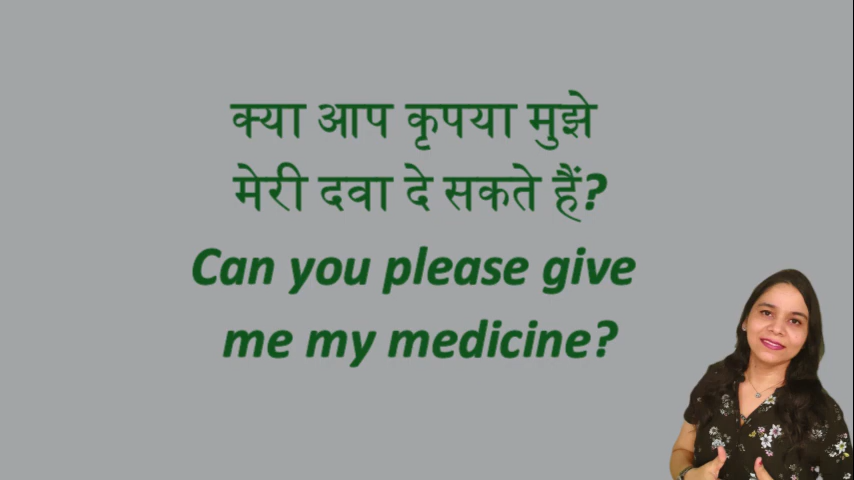 क्या आप कृपया मुझे
मेरी दवा दे सकते हैं?
Can you please give
me my medicine?